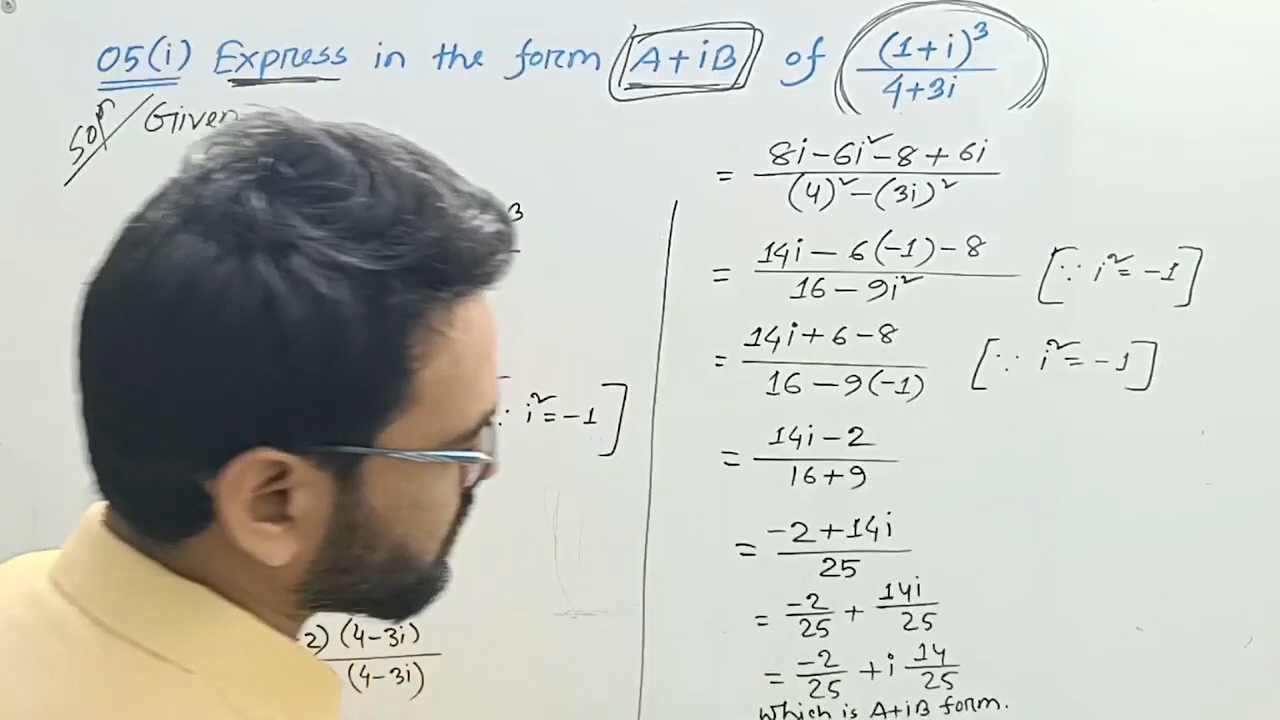 05(i) Express in the form A+iB of (1+i)³/4+3i
Solⁿ/ Given
3
∵ i²=-1]
2)(4-3i)
(4-3i)
= 8i-6i²-8+6i/(4)²-(3i)²
= 14i-6(-1)-8/16-9i² [∵ i²=-1]
= 14i+6-8/16-9(-1) [∵ i²=-1]
= 14i-2/16+9
= -2+14i/25
= -2/25 + 14i/25
= -2/25 + i 14/25
which is A+iB form.